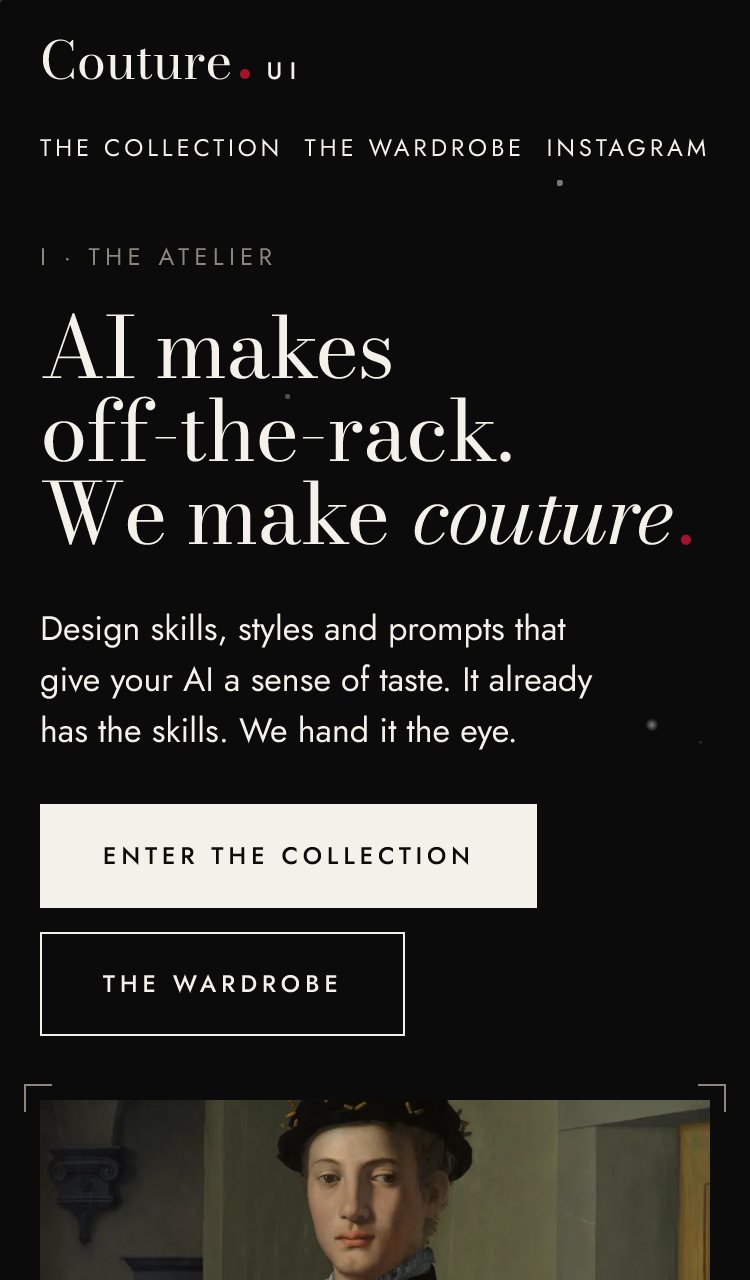 Couture. UI
THE COLLECTION THE WARDROBE INSTAGRAM
I · THE ATELIER
AI makes
off-the-rack.
We make couture.
Design skills, styles and prompts that
give your AI a sense of taste. It already
has the skills. We hand it the eye.
ENTER THE COLLECTION
THE WARDROBE